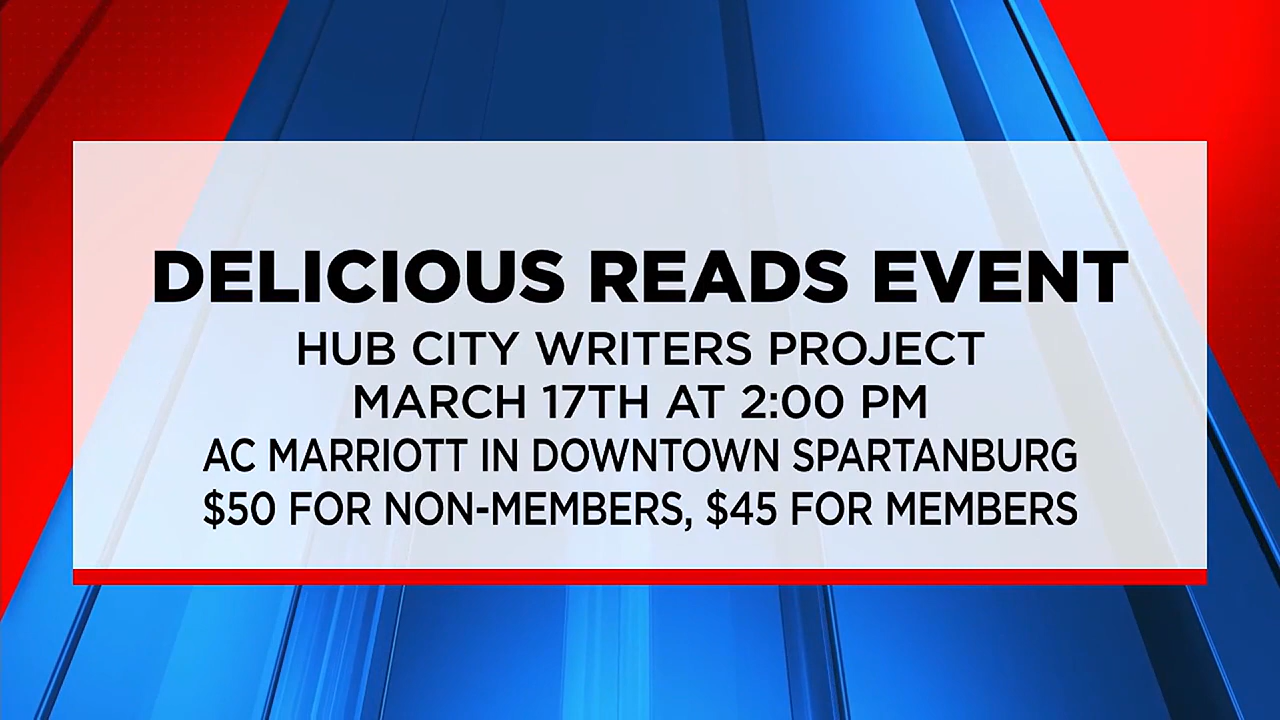 DELICIOUS READS EVENT
HUB CITY WRITERS PROJECT
MARCH 17TH AT 2:00 PM
AC MARRIOTT IN DOWNTOWN SPARTANBURG
$50 FOR NON-MEMBERS, $45 FOR MEMBERS